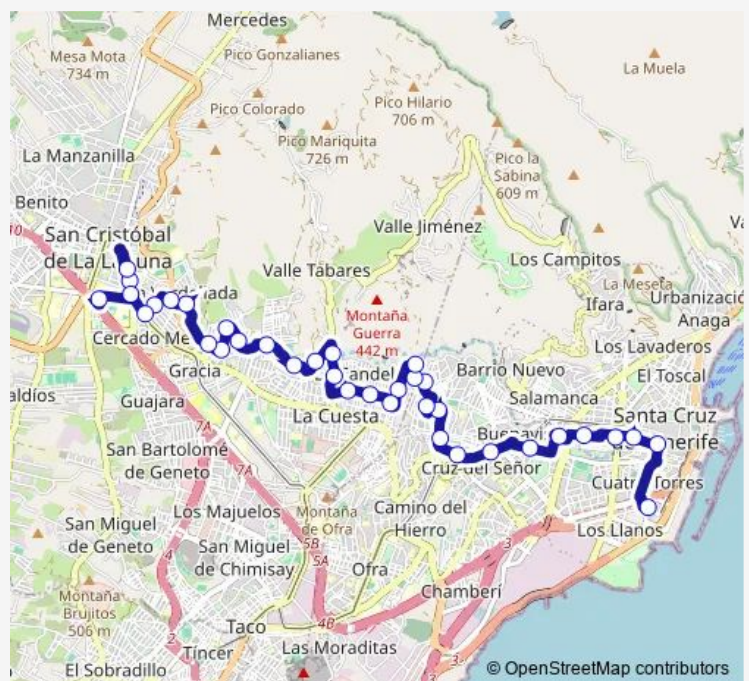 Mercedes
Mesa Mota
734 m
Pico Gonzalianes
La Muela
Pico Colorado
Pico Hilario
706 m
Pico Mariquita
726 m
La Manzanilla
Pico la
Sabina
609 m
Benito
San Cristóbal
de La La una
Valle Jiménez
Los Campitos
Valle Tabares
La Meseta
Ifara
Urbanizació
Anaga
Montaña
Guerra
442 m
Cercado Me
Los Lavaderos
Gracia
Barrio Nuevo
El Toscal
aldíos
Guajara
Salamanca
La Cuesta
Santa Cruz
7A
San Bartolomé
de Geneto
7A
Cruz del Señor
Los Majuelos
Montaña
de Ofra
Camino del
Hierro
Los Llanos
San Miguel
de Geneto
4
San Miguel
de Chimisay
5B
5A
Ofra
3
Montaña
Brujitos
506 m
Chamberí
2
Taco
4B
3
Tíncer
Las Moraditas
3
El Sobradillo
© OpenStreetMap contributors